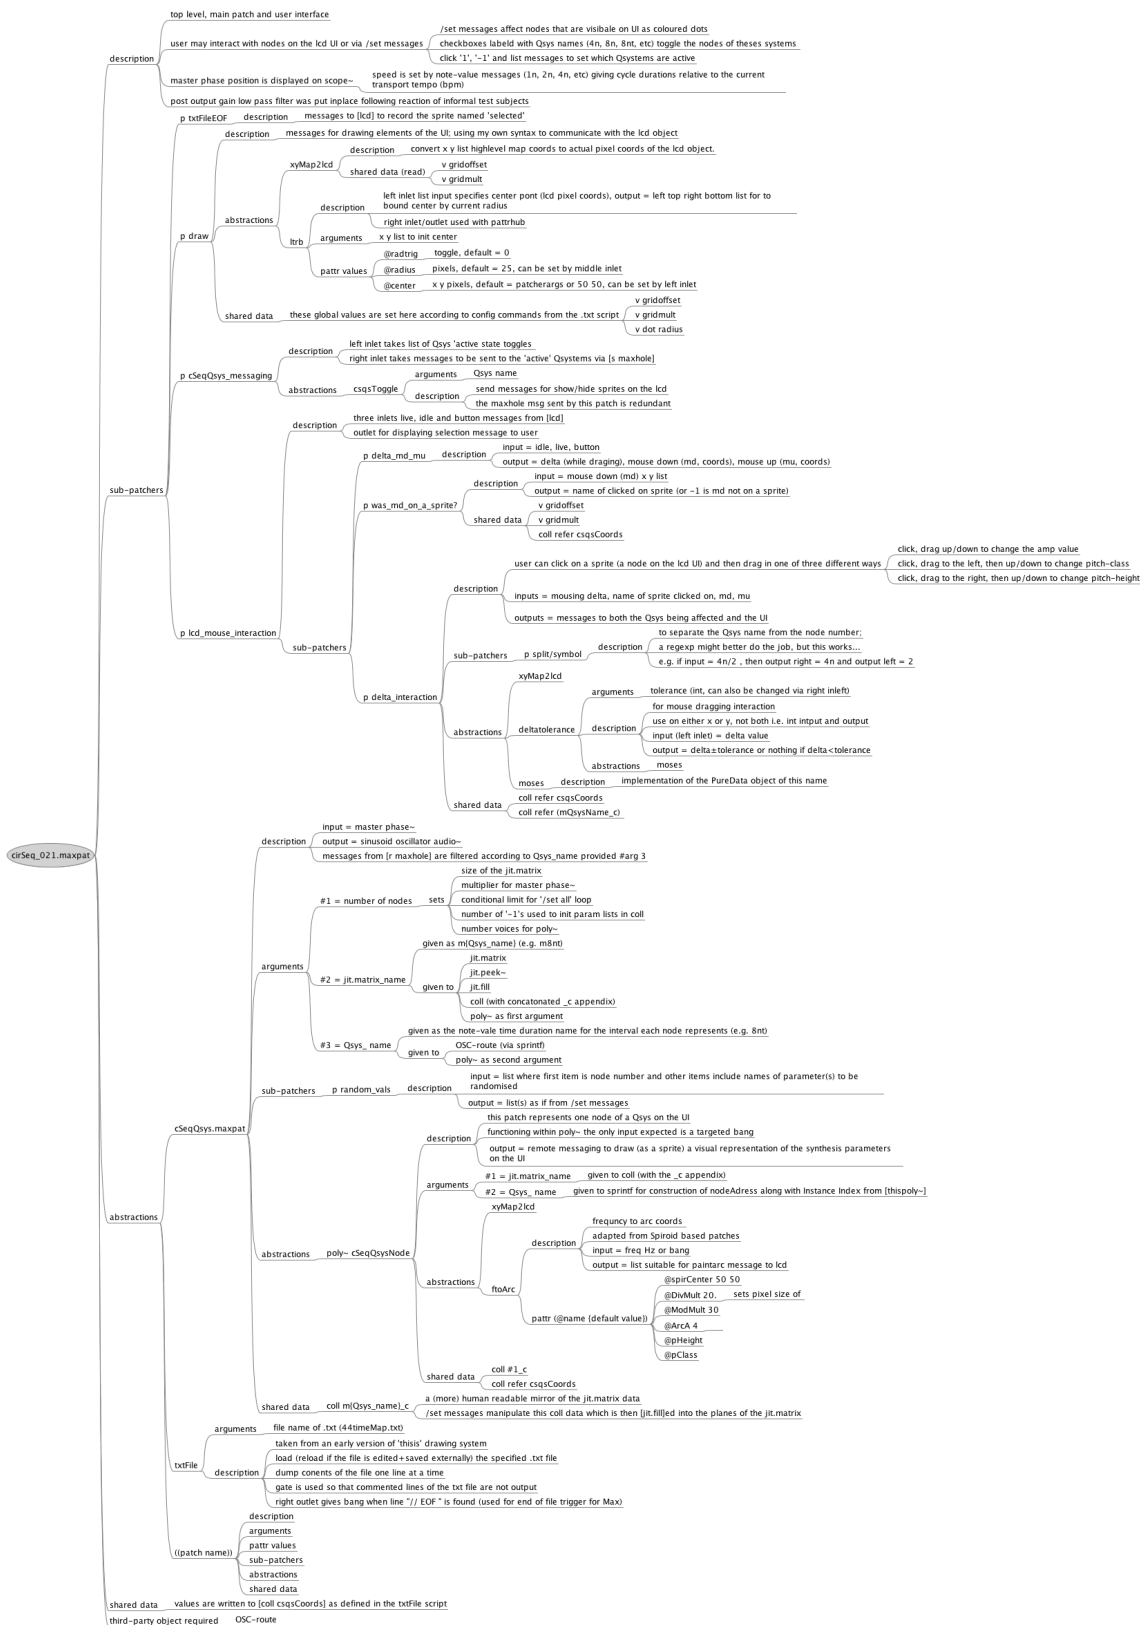 cirSeq_021.maxpat
description
top level, main patch and user interface
user may interact with nodes on the lcd UI or via /set messages
/set messages affect nodes that are visibale on UI as coloured dots
checkboxes labeld with Qsys names (4n, 8n, 8nt, etc) toggle the nodes of theses systems
click '1', '-1' and list messages to set which Qsystems are active
master phase position is displayed on scope~
speed is set by note-value messages (1n, 2n, 4n, etc) giving cycle durations relative to the current
transport tempo (bpm)
post output gain low pass filter was put inplace following reaction of informal test subjects
sub-patchers
p txtFileEOF
description
messages to [lcd] to record the sprite named 'selected'
p draw
description
messages for drawing elements of the UI; using my own syntax to communicate with the lcd object
abstractions
xyMap2lcd
description
convert x y list highlevel map coords to actual pixel coords of the lcd object.
shared data (read)
v gridoffset
v gridmult
ltrb
description
left inlet list input specifies center pont (lcd pixel coords), output = left top right bottom list for to
bound center by current radius
right inlet/outlet used with pattrhub
arguments
x y list to init center
pattr values
@radtrig
toggle, default = 0
@radius
pixels, default = 25, can be set by middle inlet
@center
x y pixels, default = patcherargs or 50 50, can be set by left inlet
shared data
these global values are set here according to config commands from the .txt script
v gridoffset
v gridmult
v dot radius
p cSeqQsys_messaging
description
left inlet takes list of Qsys 'active state toggles
right inlet takes messages to be sent to the 'active' Qsystems via [s maxhole]
abstractions
csqsToggle
arguments
Qsys name
description
send messages for show/hide sprites on the lcd
the maxhole msg sent by this patch is redundant
p lcd_mouse_interaction
description
three inlets live, idle and button messages from [lcd]
outlet for displaying selection message to user
sub-patchers
p delta_md_mu
description
input = idle, live, button
output = delta (while draging), mouse down (md, coords), mouse up (mu, coords)
p was_md_on_a_sprite?
description
input = mouse down (md) x y list
output = name of clicked on sprite (or -1 is md not on a sprite)
shared data
v gridoffset
v gridmult
coll refer csqsCoords
p delta_interaction
description
user can click on a sprite (a node on the lcd UI) and then drag in one of three different ways
click, drag up/down to change the amp value
click, drag to the left, then up/down to change pitch-class
click, drag to the right, then up/down to change pitch-height
inputs = mousing delta, name of sprite clicked on, md, mu
outputs = messages to both the Qsys being affected and the UI
sub-patchers
p split/symbol
description
to separate the Qsys name from the node number;
a regexp might better do the job, but this works...
e.g. if input = 4n/2 , then output right = 4n and output left = 2
abstractions
xyMap2lcd
deltatolerance
arguments
tolerance (int, can also be changed via right inleft)
description
for mouse dragging interaction
use on either x or y, not both i.e. int intput and output
input (left inlet) = delta value
output = delta±tolerance or nothing if delta<tolerance
abstractions
moses
moses
description
implementation of the PureData object of this name
shared data
coll refer csqsCoords
coll refer (mQsysName_c)
abstractions
cSeqQsys.maxpat
description
input = master phase~
output = sinusoid oscillator audio~
messages from [r maxhole] are filtered according to Qsys_name provided #arg 3
arguments
#1 = number of nodes
sets
size of the jit.matrix
multiplier for master phase~
conditional limit for '/set all' loop
number of '-1's used to init param lists in coll
number voices for poly~
#2 = jit.matrix_name
given as m{Qsys_name} (e.g. m8nt)
given to
jit.matrix
jit.peek~
jit.fill
coll (with concatonated _c appendix)
poly~ as first argument
#3 = Qsys_ name
given as the note-vale time duration name for the interval each node represents (e.g. 8nt)
given to
OSC-route (via sprintf)
poly~ as second argument
sub-patchers
p random_vals
description
input = list where first item is node number and other items include names of parameter(s) to be
randomised
output = list(s) as if from /set messages
abstractions
poly~ cSeqQsysNode
description
this patch represents one node of a Qsys on the UI
functioning within poly~ the only input expected is a targeted bang
output = remote messaging to draw (as a sprite) a visual representation of the synthesis parameters
on the UI
arguments
#1 = jit.matrix_name
given to coll (with the _c appendix)
#2 = Qsys_ name
given to sprintf for construction of nodeAdress along with Instance Index from [thispoly~]
abstractions
xyMap2lcd
ftoArc
description
frequncy to arc coords
adapted from Spiroid based patches
input = freq Hz or bang
output = list suitable for paintarc message to lcd
pattr (@name {default value})
@spirCenter 50 50
@DivMult 20.
sets pixel size of
@ModMult 30
@ArcA 4
@pHeight
@pClass
shared data
coll #1_c
coll refer csqsCoords
shared data
coll m{Qsys_name}_c
a (more) human readable mirror of the jit.matrix data
/set messages manipulate this coll data which is then [jit.fill]ed into the planes of the jit.matrix
txtFile
arguments
file name of .txt (44timeMap.txt)
description
taken from an early version of 'thisis' drawing system
load (reload if the file is edited+saved externally) the specified .txt file
dump conents of the file one line at a time
gate is used so that commented lines of the txt file are not output
right outlet gives bang when line "// EOF " is found (used for end of file trigger for Max)
((patch name))
description
arguments
pattr values
sub-patchers
abstractions
shared data
shared data
values are written to [coll csqsCoords] as defined in the txtFile script
third-party object required
OSC-route